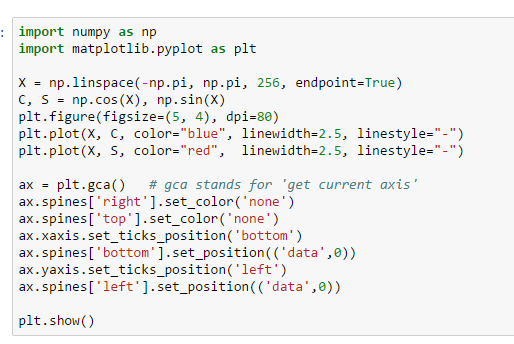 :
import numpy as np
import matplotlib.pyplot as plt
X = np.linspace(-np.pi, np.pi, 256, endpoint=True)
C, S = np.cos(X), np.sin(X)
plt.figure(figsize=(5, 4), dpi=80)
plt.plot(X, C, color="blue", linewidth=2.5, linestyle="-")
plt.plot(X, S, color="red",  linewidth=2.5, linestyle="-")
ax = plt.gca()   # gca stands for 'get current axis'
ax.spines['right'].set_color('none')
ax.spines['top'].set_color('none')
ax.xaxis.set_ticks_position('bottom')
ax.spines['bottom'].set_position(('data',0))
ax.yaxis.set_ticks_position('left')
ax.spines['left'].set_position(('data',0))
plt.show()